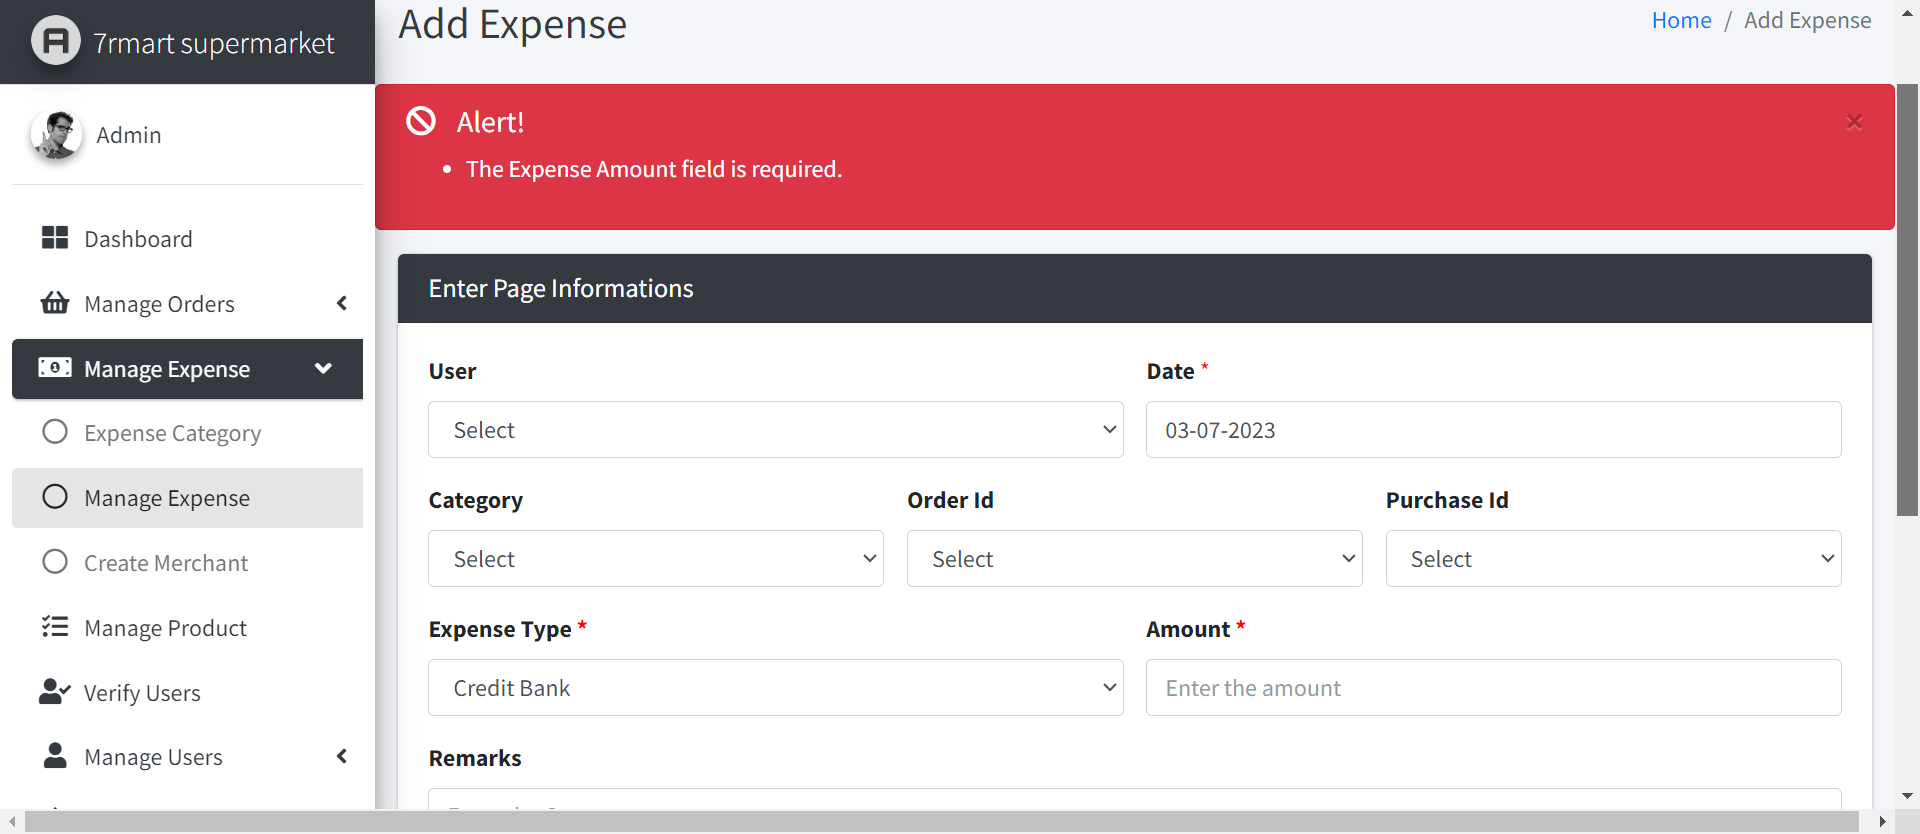 7rmart supermarket
Admin
Dashboard
Manage Orders
Manage Expense
Expense Category
Manage Expense
Create Merchant
Manage Product
Verify Users
Manage Users
Add Expense
Home / Add Expense
Alert!
×
• The Expense Amount field is required.
Enter Page Informations
User
Date *
Select
03-07-2023
Category
Order Id
Purchase Id
Select
Select
Select
Expense Type *
Amount *
Credit Bank
Enter the amount
Remarks